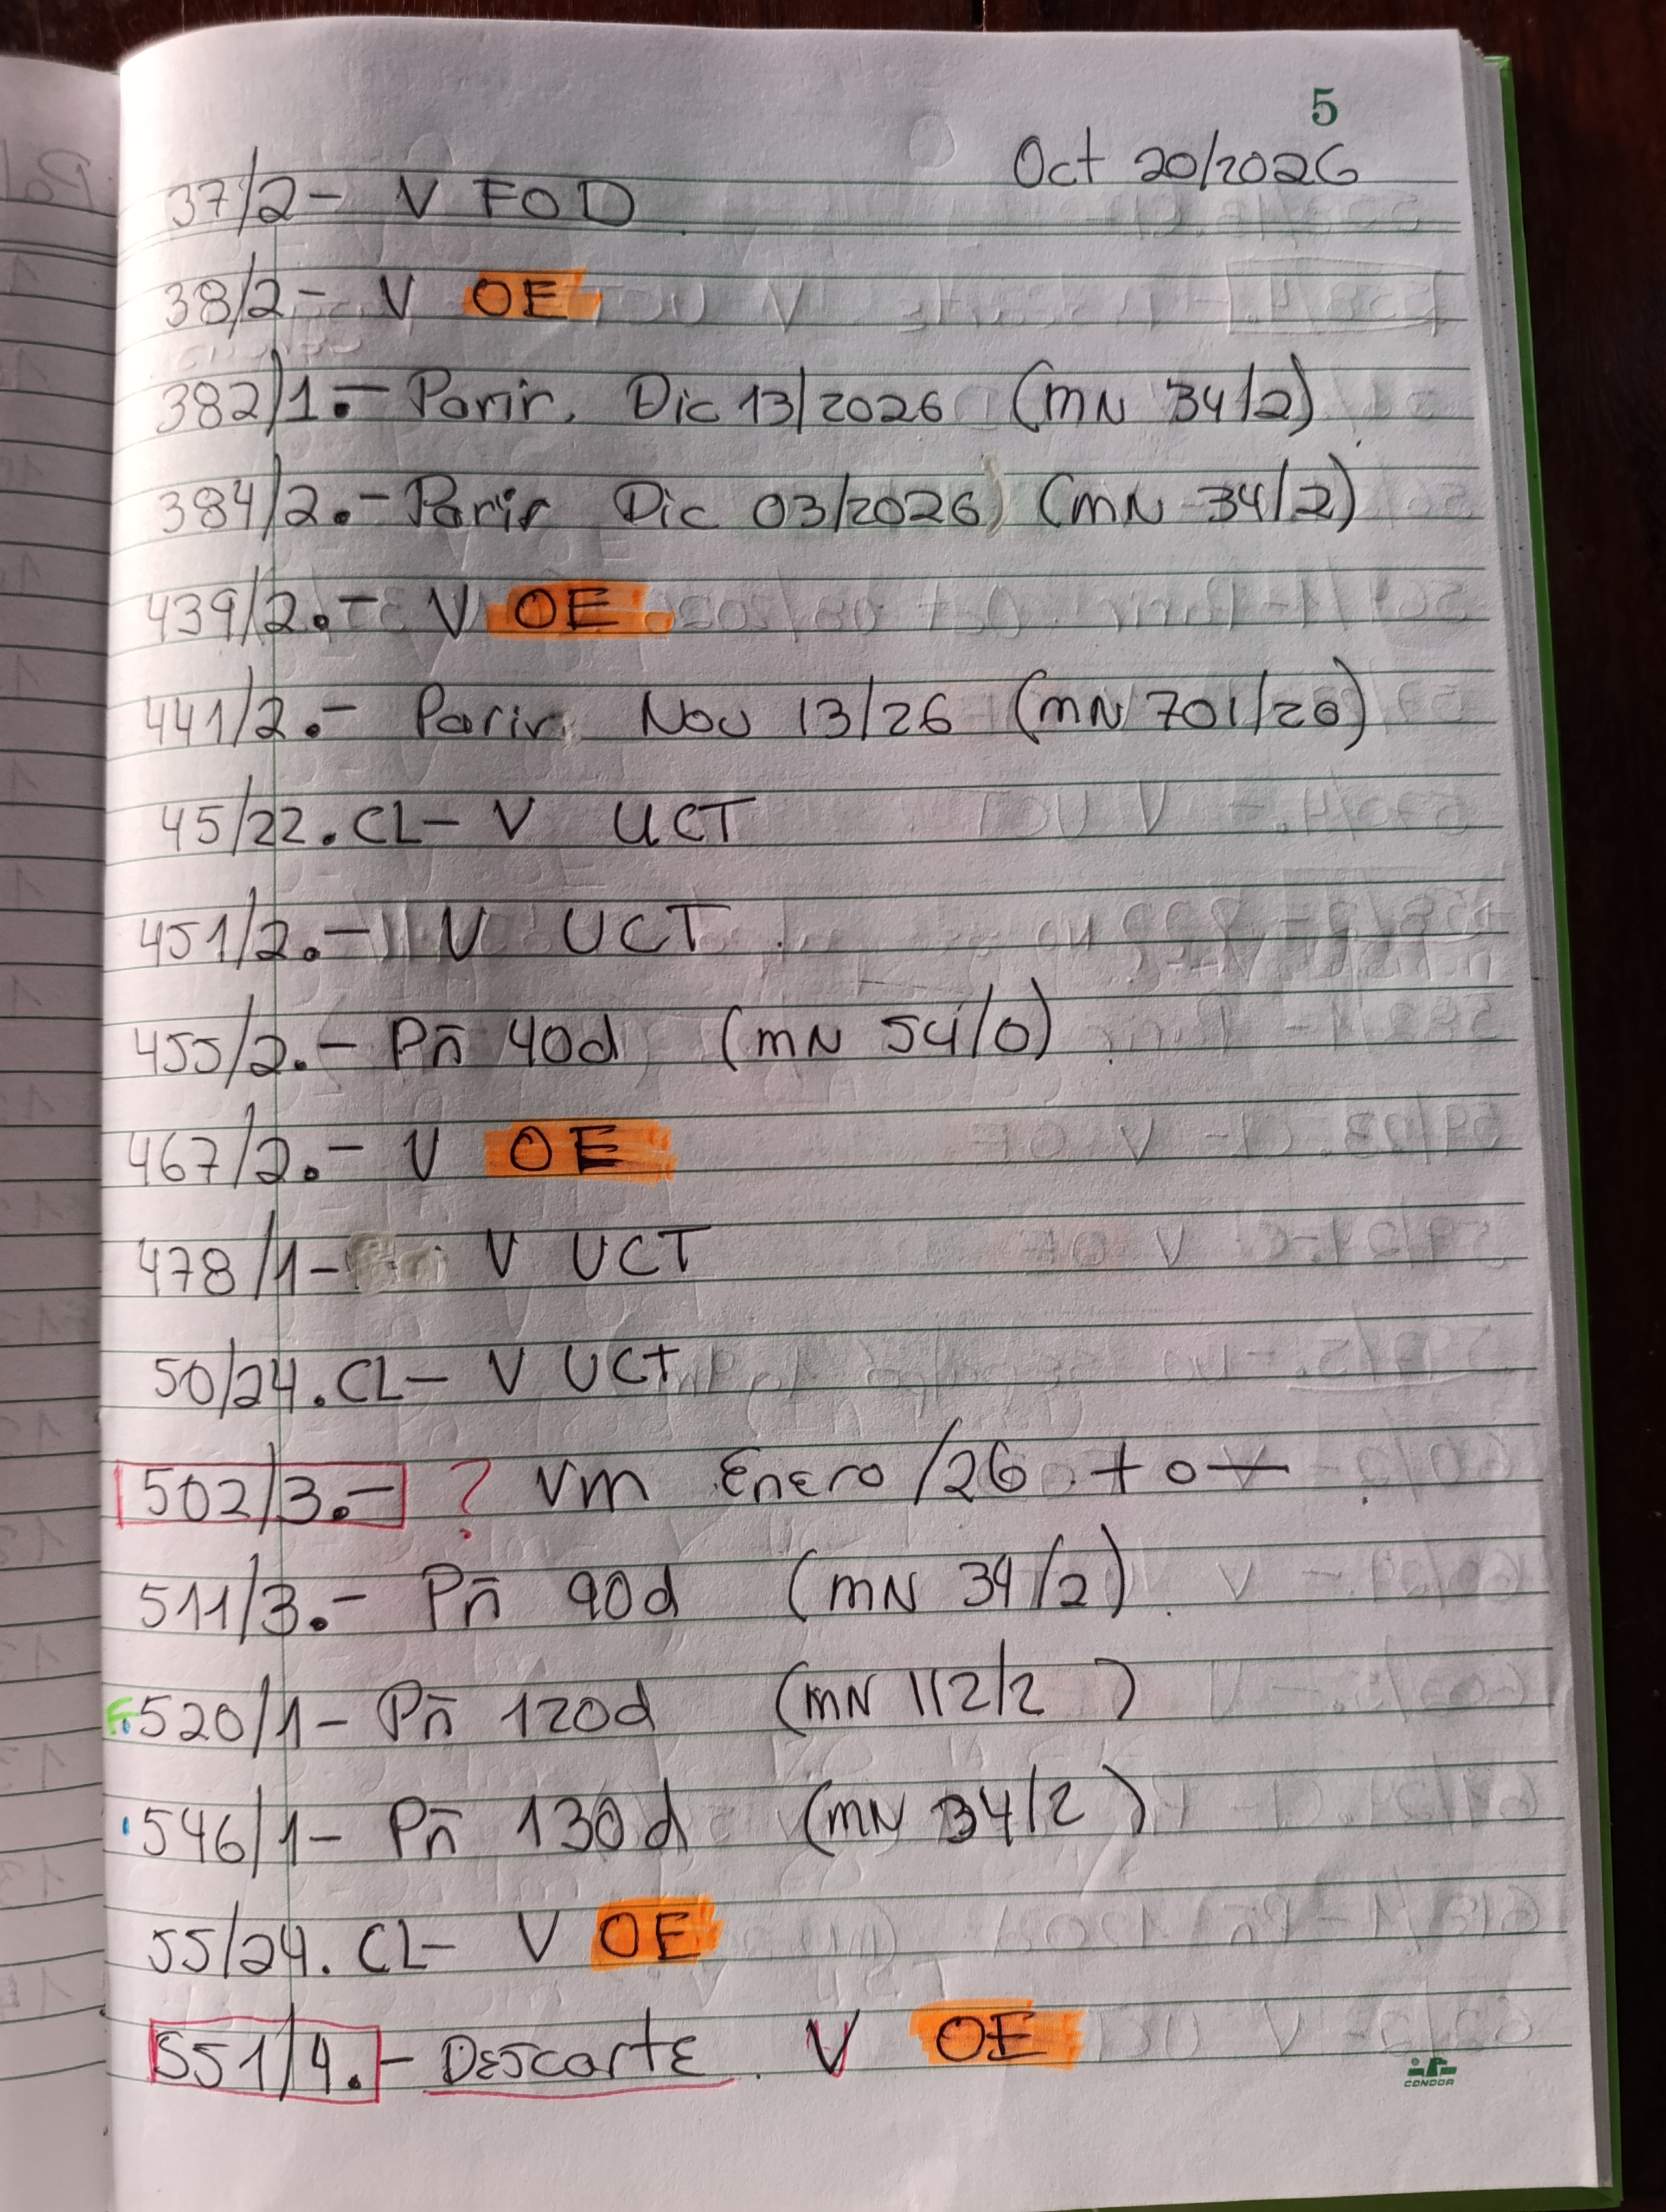 5
Oct 20/2026
37/2- V FOD
38/2- V OE
382/1.- Parir. Dic 13/2026 (mN 34/2)
384/2.- Parir Dic 03/2026 (mN 34/2)
439/2.- V OE
441/2.- Parir. Nov 13/26 (mN 701/20)
45/22.CL- V UCT
451/2.- V UCT
455/2.- Pñ 40d (mN 54/0)
467/2.- V OE
478/1- V UCT
50/24.CL- V UCT
502/3.- ? Vm Enero/26. + o -
511/3.- Pñ 90d (mN 34/2)
520/1- Pñ 120d (mN 112/2)
546/1- Pñ 130d (mN 34/2)
55/24. CL- V OE
551/4.- Descarte. V OE
CONDOR